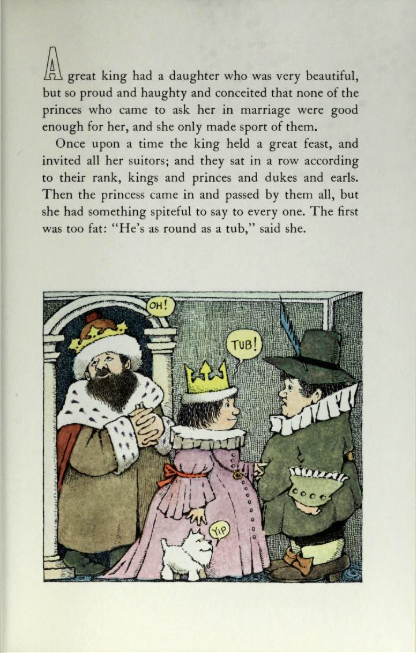 A great king had a daughter who was very beautiful,
but so proud and haughty and conceited that none of the
princes who came to ask her in marriage were good
enough for her, and she only made sport of them.
Once upon a time the king held a great feast, and
invited all her suitors; and they sat in a row according
to their rank, kings and princes and dukes and earls.
Then the princess came in and passed by them all, but
she had something spiteful to say to every one. The first
was too fat: “He’s as round as a tub,” said she.
OH!
TUB!
YIP